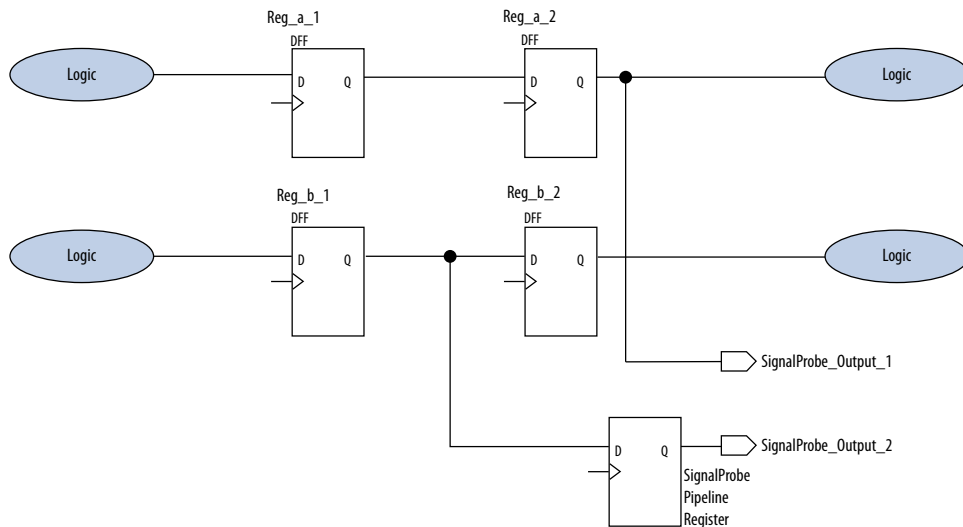 Reg_a_1
Reg_a_2
DFF
DFF
Logic
D
Q
D
Q
Logic
Reg_b_1
Reg_b_2
DFF
DFF
Logic
D
Q
D
Q
Logic
SignalProbe_Output_1
D
Q
SignalProbe_Output_2
SignalProbe
Pipeline
Register